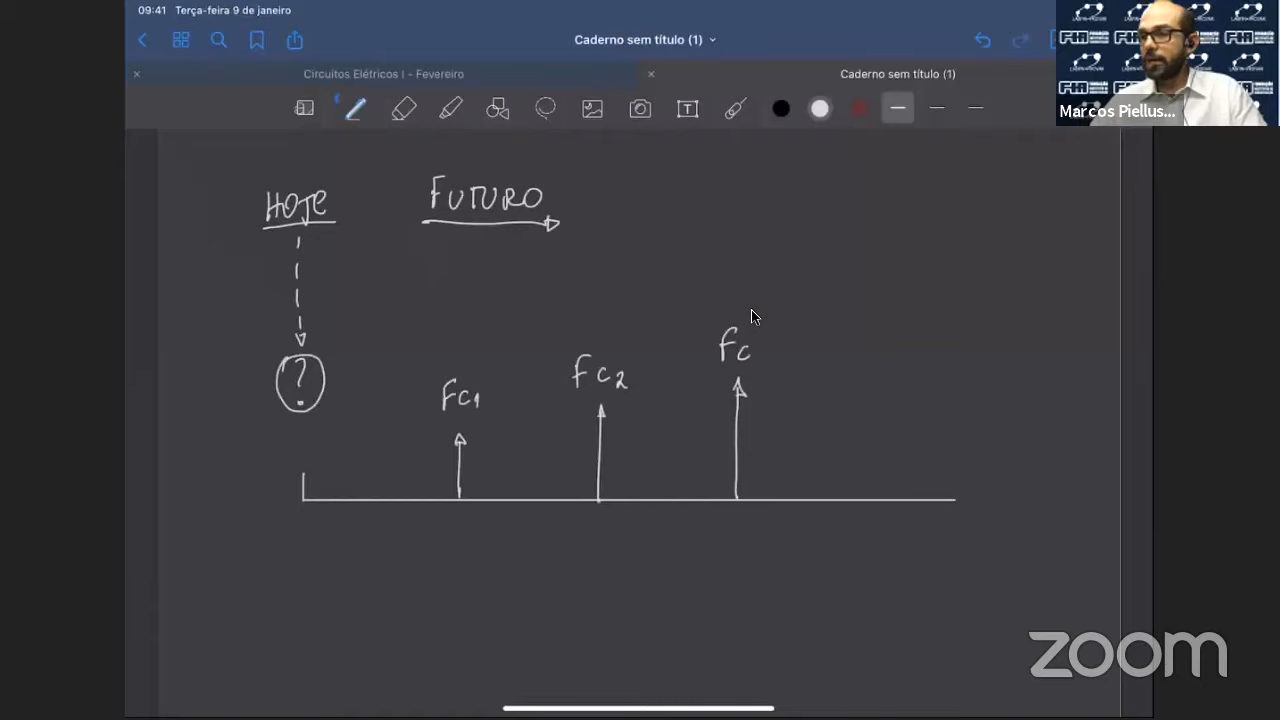 09:41 Terça-feira 9 de janeiro
Caderno sem título (1)
Circuitos Elétricos I - Fevereiro
Caderno sem título (1)
T
Marcos Piellus...
HOJE FUTURO
?
FC1
FC2
FC
zoom